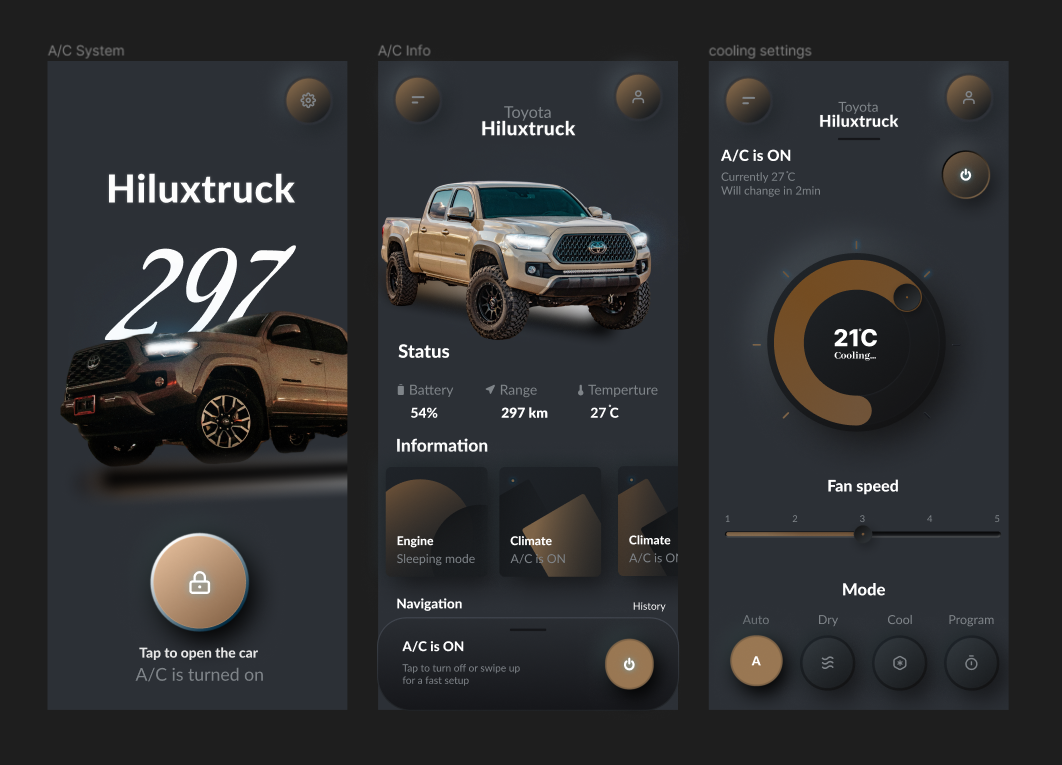 A/C System
Hiluxtruck
297
Tap to open the car
A/C is turned on
A/C Info
Toyota
Hiluxtruck
Status
Battery
Range
Temperture
54%
297 km
27°C
Information
Engine
Sleeping mode
Climate
A/C is ON
Climate
A/C is ON
Navigation
History
A/C is ON
Tap to turn off or swipe up
for a fast setup
cooling settings
Toyota
Hiluxtruck
A/C is ON
Currently 27°C
Will change in 2min
21°C
Cooling...
Fan speed
1 2 3 4 5
Mode
Auto Dry Cool Program
A